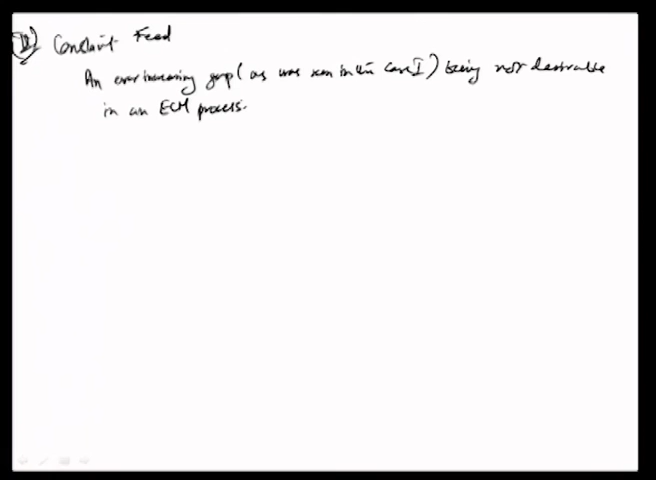 (II) Constant Feed
An ever increasing gap (as was seen in the Case I) being not desirable
in an ECM process.